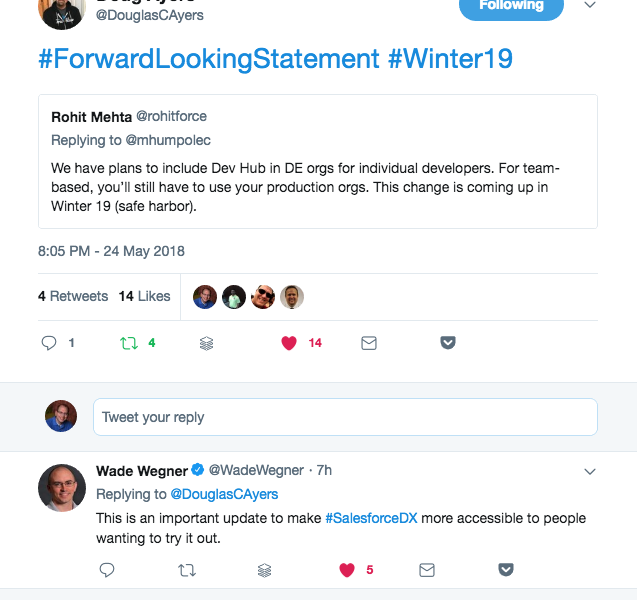 @DouglasCAyers
Following
#ForwardLookingStatement #Winter19
Rohit Mehta @rohitforce
Replying to @mhumpolec
We have plans to include Dev Hub in DE orgs for individual developers. For team-
based, you'll still have to use your production orgs. This change is coming up in
Winter 19 (safe harbor).
8:05 PM - 24 May 2018
4 Retweets 14 Likes
1 4 14
Tweet your reply
Wade Wegner @WadeWegner · 7h
Replying to @DouglasCAyers
This is an important update to make #SalesforceDX more accessible to people
wanting to try it out.
5